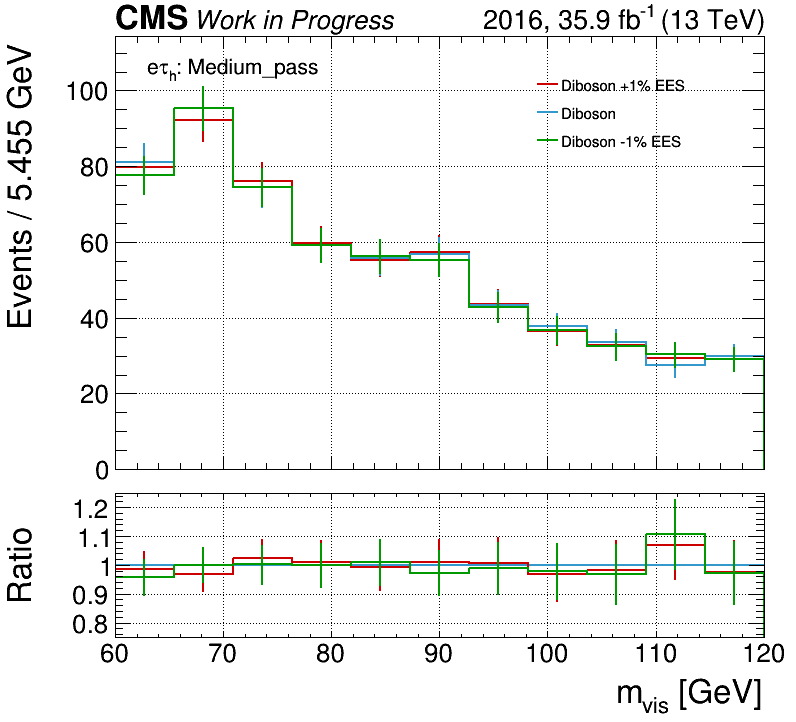 CMS Work in Progress 2016, 35.9 fb⁻¹ (13 TeV)
eτₕ: Medium_pass
Diboson +1% EES
Diboson
Diboson -1% EES
Events / 5.455 GeV
100
80
60
40
20
0
Ratio
1.2
1.1
1
0.9
0.8
60 70 80 90 100 110 120
m_vis [GeV]